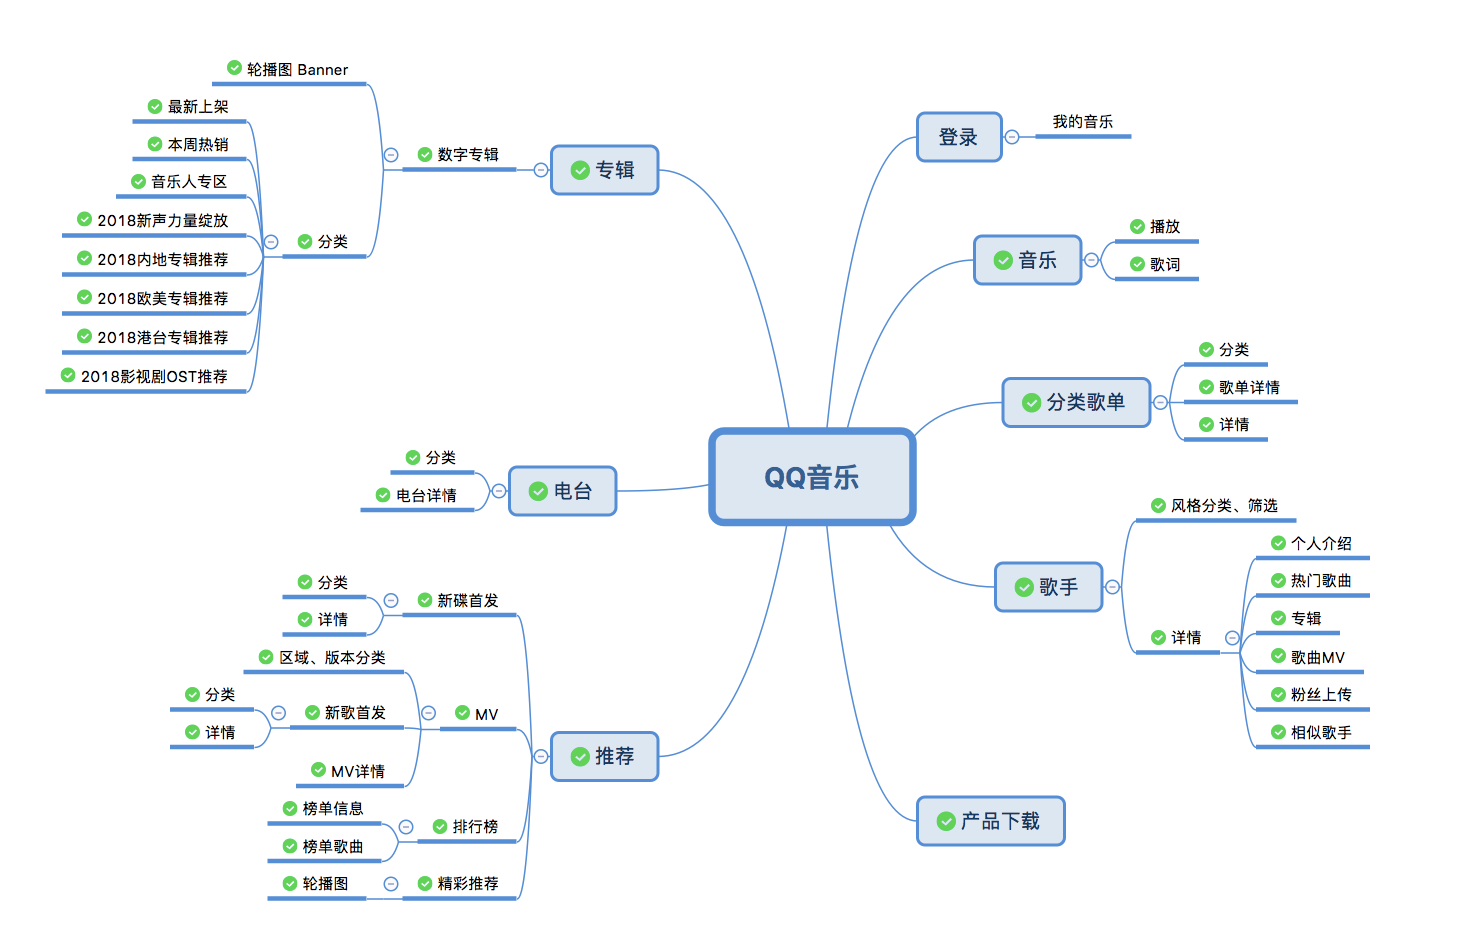 QQ音乐
登录
我的音乐
音乐
播放
歌词
分类歌单
分类
歌单详情
详情
歌手
风格分类、筛选
详情
个人介绍
热门歌曲
专辑
歌曲MV
粉丝上传
相似歌手
产品下载
专辑
数字专辑
轮播图 Banner
分类
最新上架
本周热销
音乐人专区
2018新声力量绽放
2018内地专辑推荐
2018欧美专辑推荐
2018港台专辑推荐
2018影视剧OST推荐
电台
分类
电台详情
推荐
新碟首发
分类
详情
MV
区域、版本分类
新歌首发
分类
详情
MV详情
排行榜
榜单信息
榜单歌曲
精彩推荐
轮播图